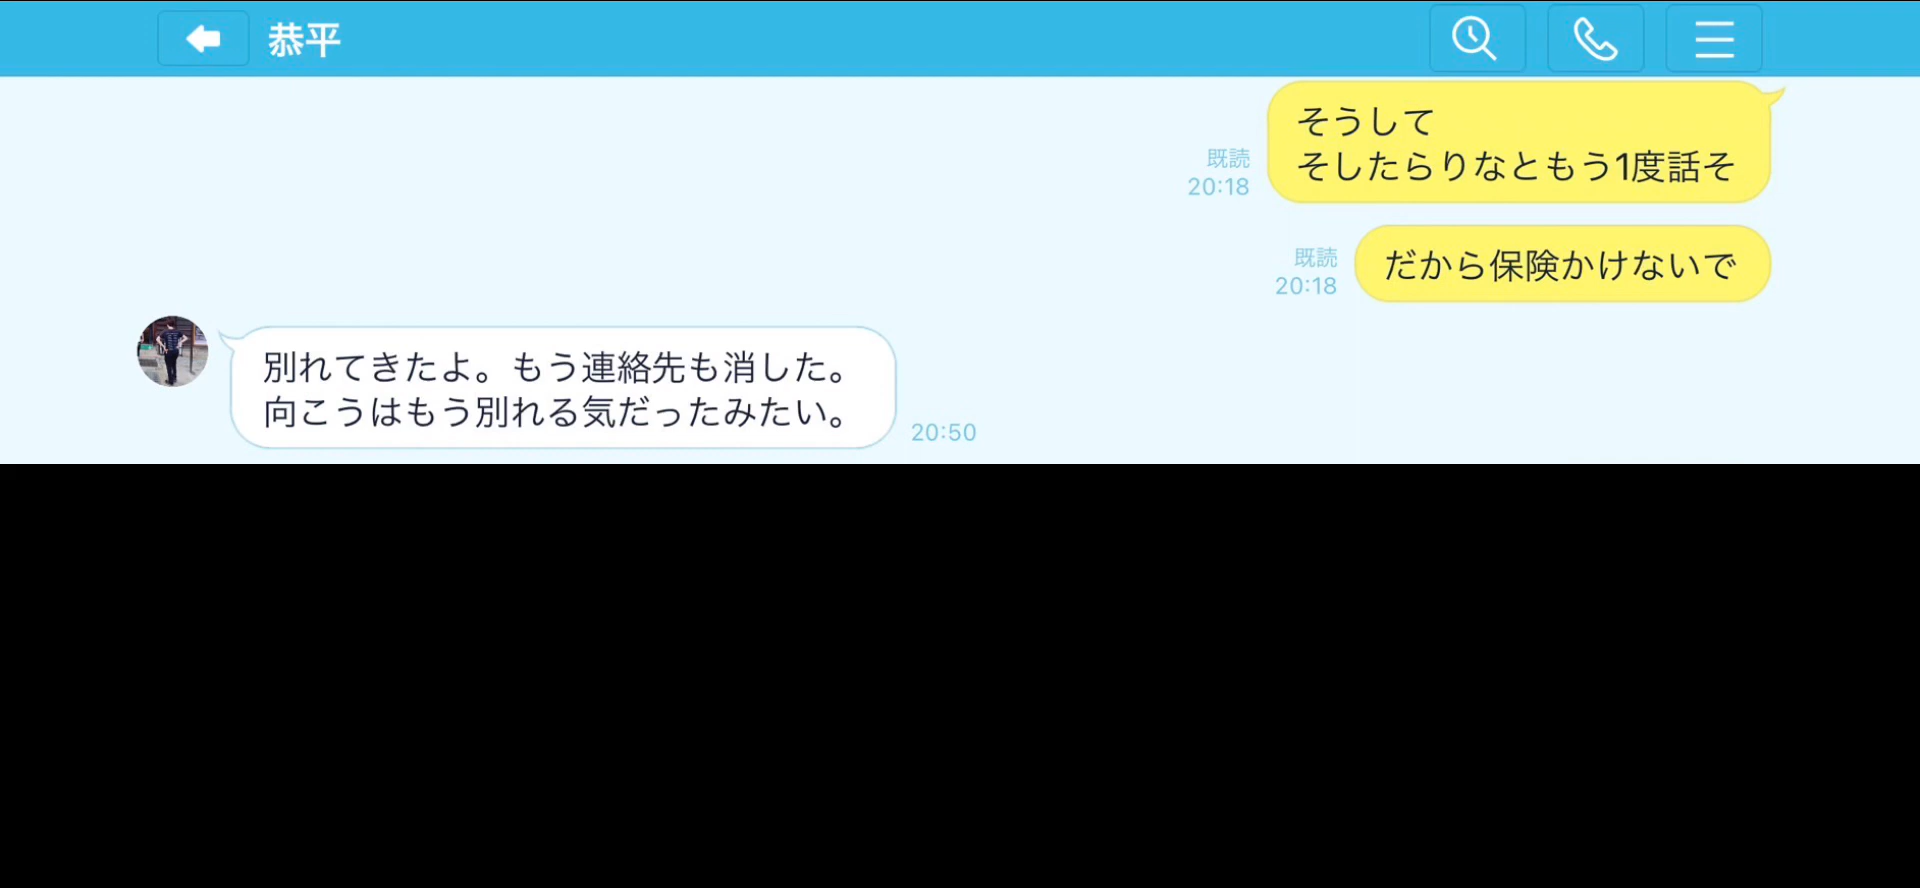 恭平
そうして
そしたらりなともう1度話そ
既読
20:18
だから保険かけないで
既読
20:18
別れてきたよ。もう連絡先も消した。
向こうはもう別れる気だったみたい。
20:50